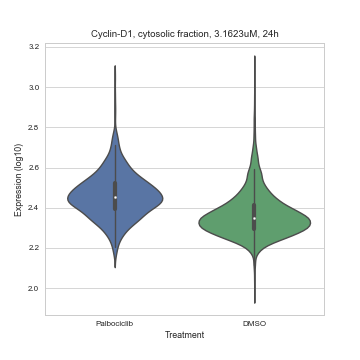 Cyclin-D1, cytosolic fraction, 3.1623uM, 24h
3.2
3.0
2.8
2.6
2.4
2.2
2.0
Expression (log10)
Palbociclib
DMSO
Treatment